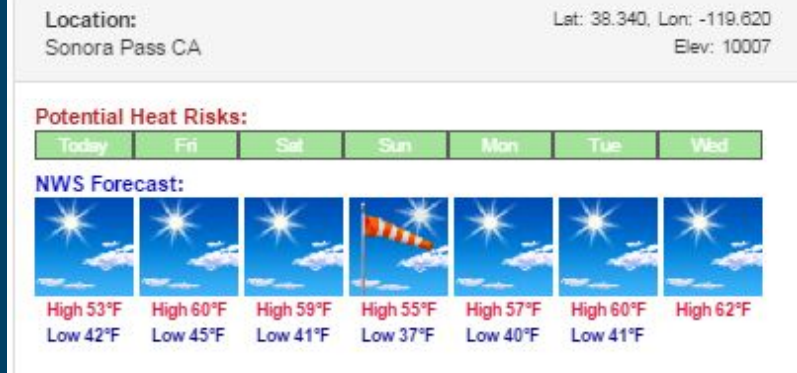 Location: Lat: 38.340, Lon: -119.620
Sonora Pass CA Elev: 10007
Potential Heat Risks:
Today Fri Sat Sun Mon Tue Wed
NWS Forecast:
High 53°F High 60°F High 59°F High 55°F High 57°F High 60°F High 62°F
Low 42°F Low 45°F Low 41°F Low 37°F Low 40°F Low 41°F